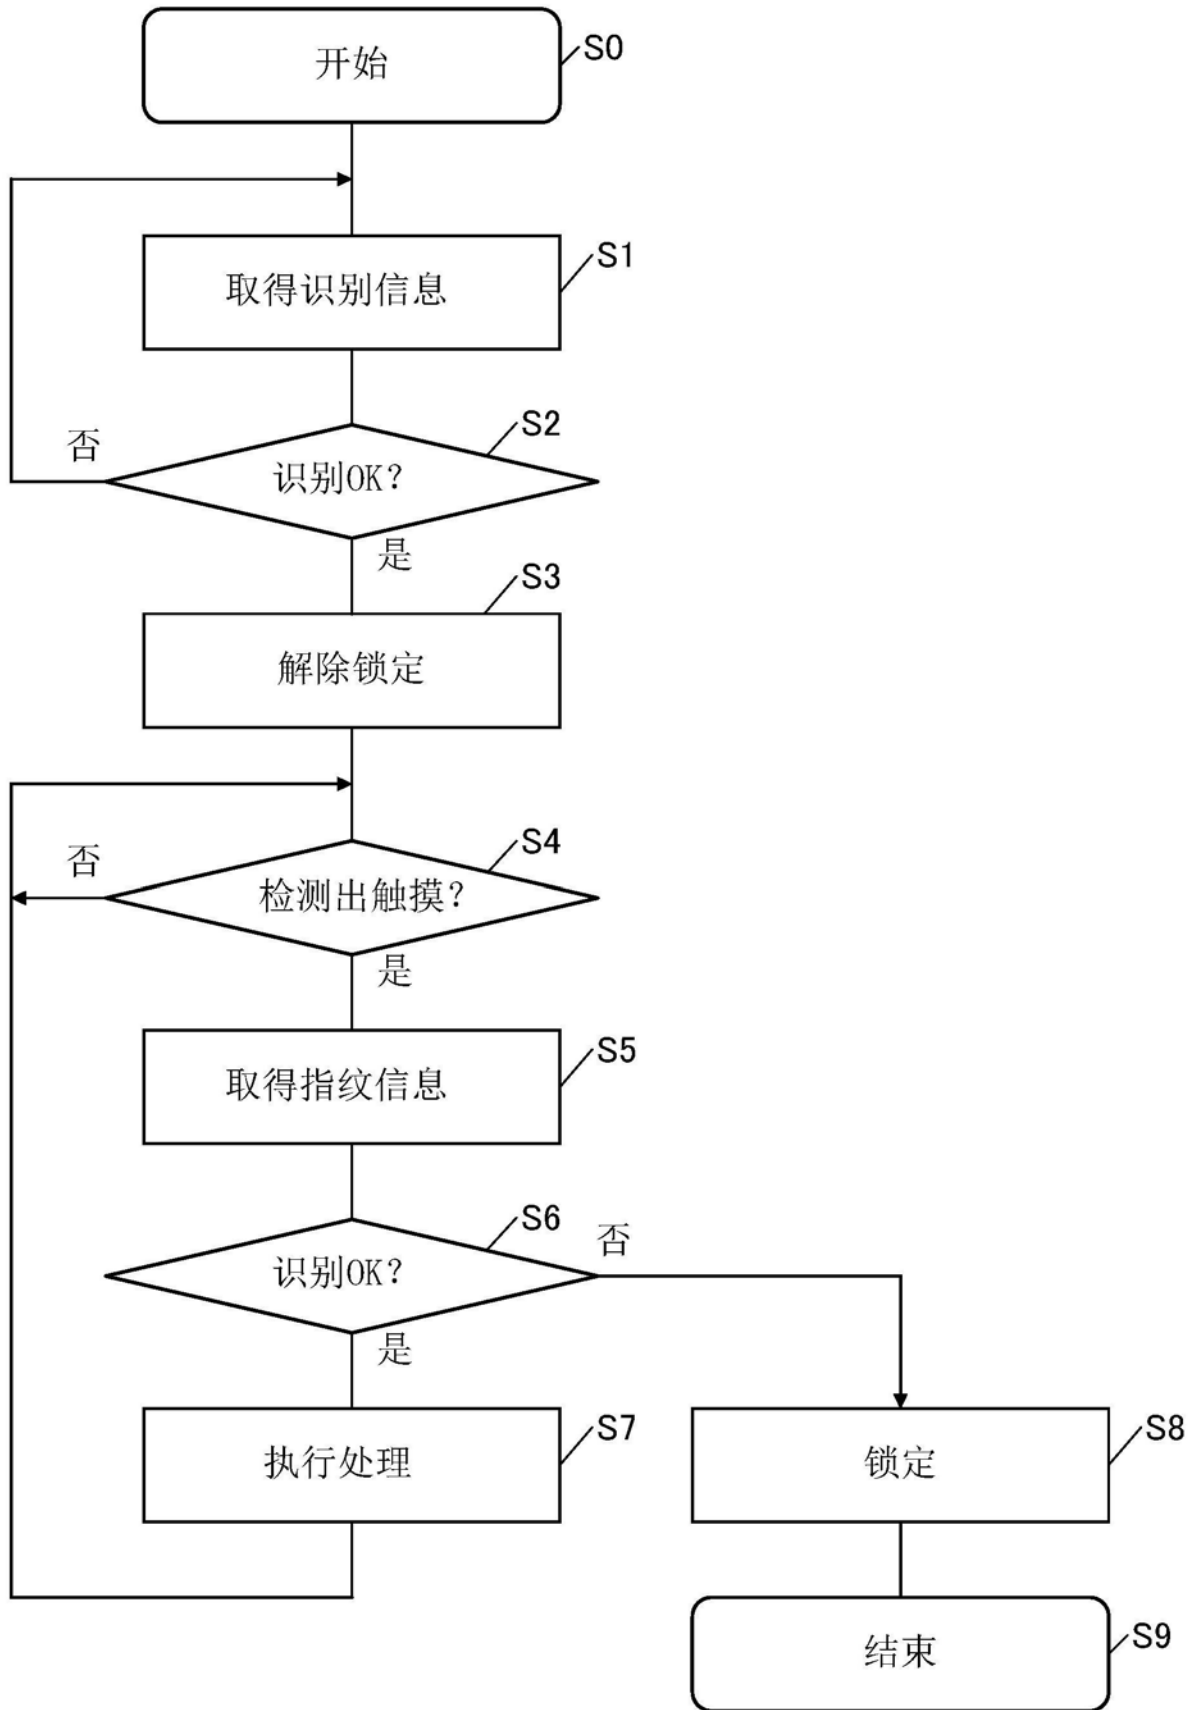 开始
S0
取得识别信息
S1
S2
否
识别OK?
是
S3
解除锁定
S4
否
检测出触摸?
是
取得指纹信息
S5
S6
识别OK?
否
是
执行处理
S7
锁定
S8
结束
S9